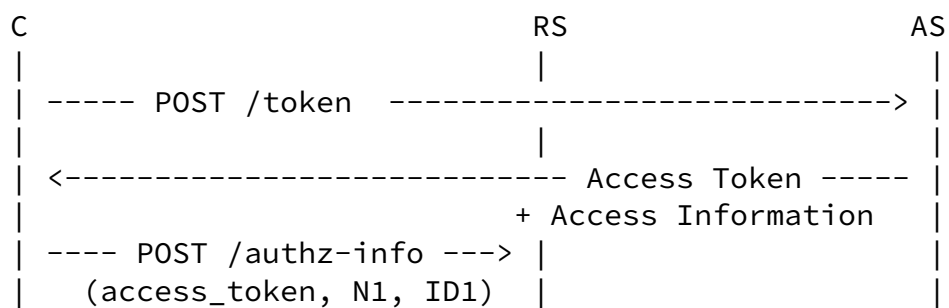 C RS AS
| | |
| ----- POST /token ----------------------------> |
| | |
| <---------------------------- Access Token ----- |
| + Access Information |
| ---- POST /authz-info ---> | |
| (access_token, N1, ID1) | |